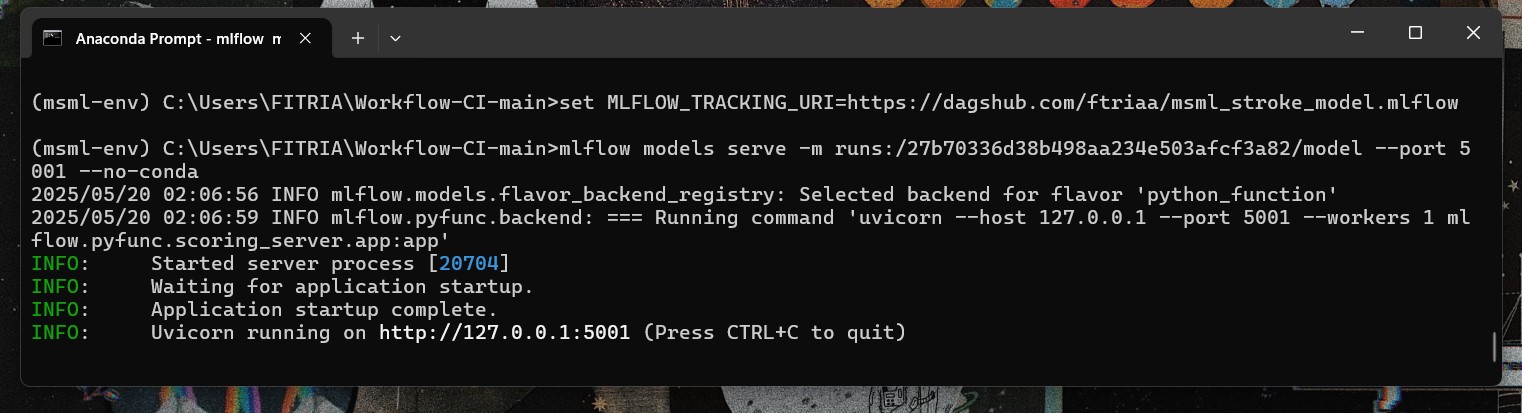 Anaconda Prompt - mlflow m
(msml-env) C:\Users\FITRIA\Workflow-CI-main>set MLFLOW_TRACKING_URI=https://dagshub.com/ftriaa/msml_stroke_model.mlflow
(msml-env) C:\Users\FITRIA\Workflow-CI-main>mlflow models serve -m runs:/27b70336d38b498aa234e503afcf3a82/model --port 5
001 --no-conda
2025/05/20 02:06:56 INFO mlflow.models.flavor_backend_registry: Selected backend for flavor 'python_function'
2025/05/20 02:06:59 INFO mlflow.pyfunc.backend: === Running command 'uvicorn --host 127.0.0.1 --port 5001 --workers 1 ml
flow.pyfunc.scoring_server.app:app'
INFO:     Started server process [20704]
INFO:     Waiting for application startup.
INFO:     Application startup complete.
INFO:     Uvicorn running on http://127.0.0.1:5001 (Press CTRL+C to quit)